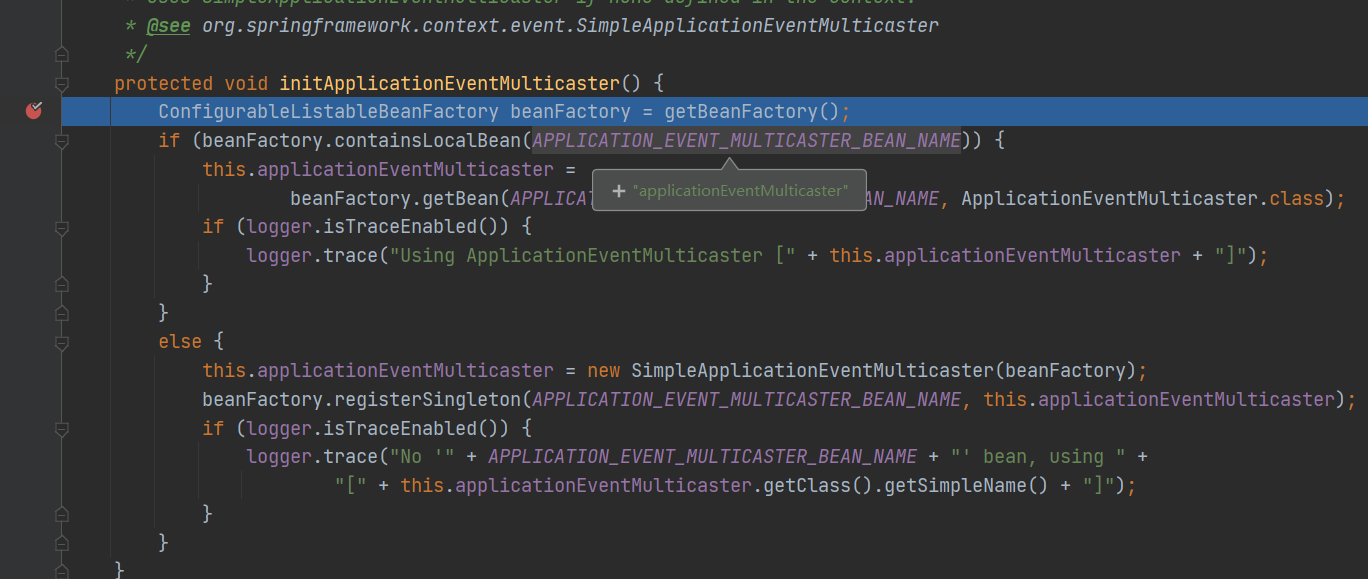 * Uses SimpleApplicationEventMulticaster if none defined in the context.
* @see org.springframework.context.event.SimpleApplicationEventMulticaster
*/
protected void initApplicationEventMulticaster() {
ConfigurableListableBeanFactory beanFactory = getBeanFactory();
if (beanFactory.containsLocalBean(APPLICATION_EVENT_MULTICASTER_BEAN_NAME)) {
this.applicationEventMulticaster =
+ "applicationEventMulticaster"
beanFactory.getBean(APPLICAT AN_NAME, ApplicationEventMulticaster.class);
if (logger.isTraceEnabled()) {
logger.trace("Using ApplicationEventMulticaster [" + this.applicationEventMulticaster + "]");
}
}
else {
this.applicationEventMulticaster = new SimpleApplicationEventMulticaster(beanFactory);
beanFactory.registerSingleton(APPLICATION_EVENT_MULTICASTER_BEAN_NAME, this.applicationEventMulticaster);
if (logger.isTraceEnabled()) {
logger.trace("No '" + APPLICATION_EVENT_MULTICASTER_BEAN_NAME + "' bean, using " +
"[" + this.applicationEventMulticaster.getClass().getSimpleName() + "]");
}
}
}